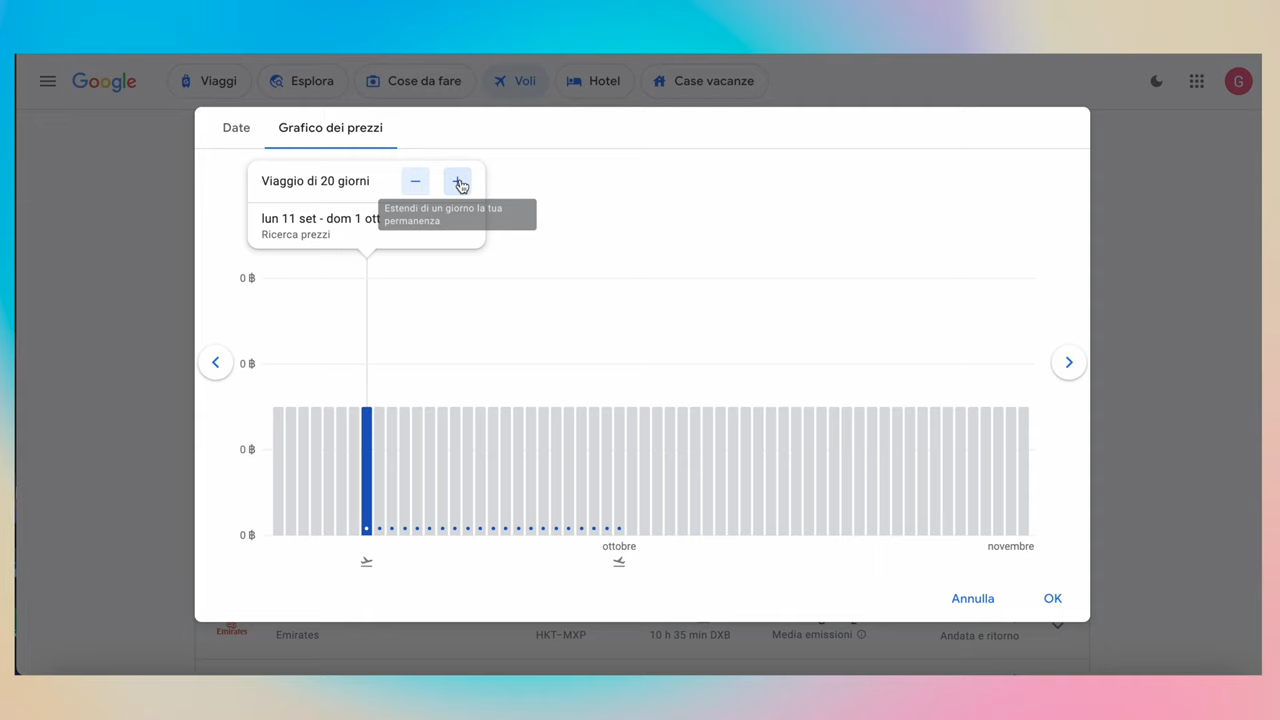 Google
Viaggi
Esplora
Cose da fare
Voli
Hotel
Case vacanze
G
Date
Grafico dei prezzi
Viaggio di 20 giorni
Estendi di un giorno la tua
permanenza
lun 11 set - dom 1 ott
Ricerca prezzi
0 ฿
0 ฿
0 ฿
0 ฿
ottobre
novembre
Annulla
OK
Emirates
Emirates
HKT–MXP
10 h 35 min DXB
Media emissioni
Andata e ritorno